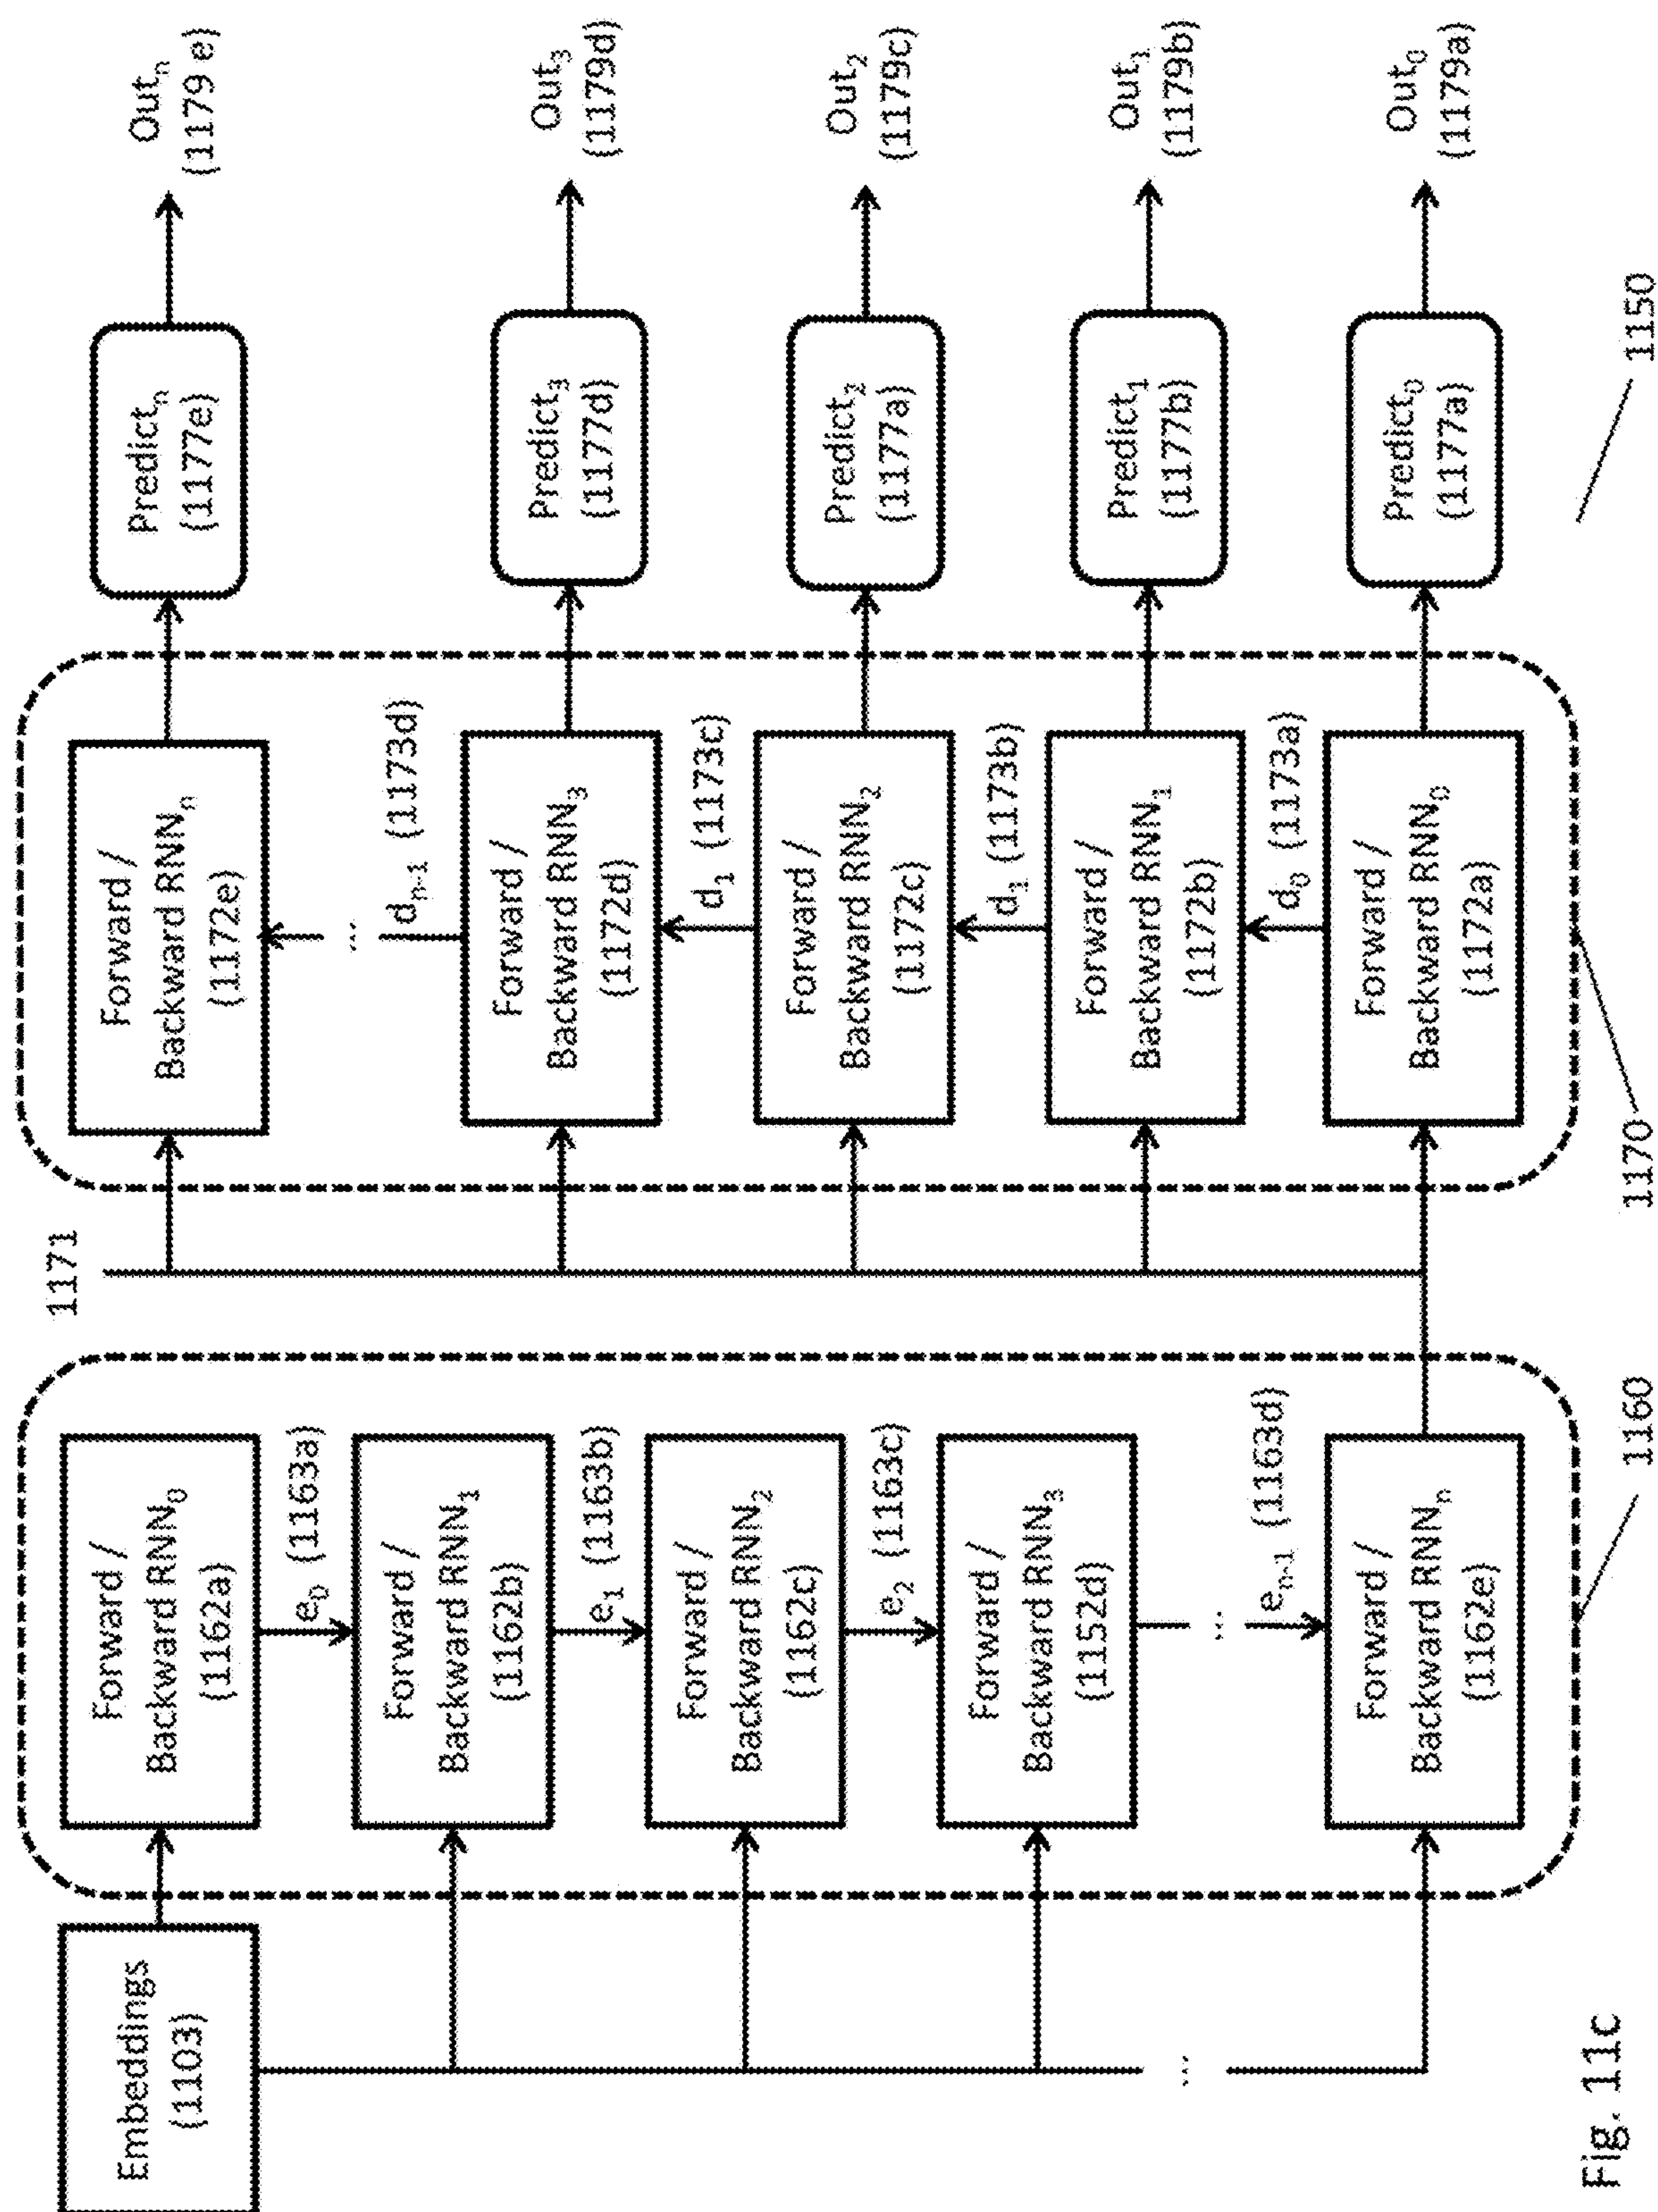 Embeddings
(1103)
Forward /
Backward RNN₀
(1162a)
e₀ (1163a)
Forward /
Backward RNN₁
(1162b)
e₁ (1163b)
Forward /
Backward RNN₂
(1162c)
e₂ (1163c)
Forward /
Backward RNN₃
(1152d)
...
...
eₙ₋₁ (1163d)
Forward /
Backward RNNₙ
(1162e)
1160
1171
Forward /
Backward RNNₙ
(1172e)
...
dₙ₋₁ (1173d)
Forward /
Backward RNN₃
(1172d)
d₁ (1173c)
Forward /
Backward RNN₂
(1172c)
d₁ (1173b)
Forward /
Backward RNN₁
(1172b)
d₀ (1173a)
Forward /
Backward RNN₀
(1172a)
1170
Predictₙ
(1177e)
Predict₃
(1177d)
Predict₂
(1177a)
Predict₁
(1177b)
Predict₀
(1177a)
Outₙ
(1179 e)
Out₃
(1179d)
Out₂
(1179c)
Out₁
(1179b)
Out₀
(1179a)
1150
Fig. 11c